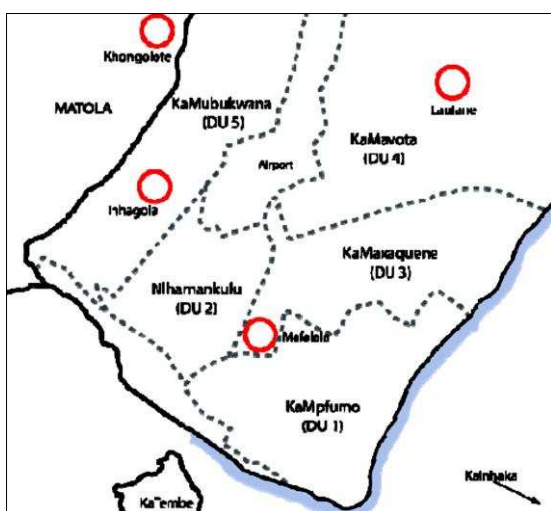 Khongolote
MATOLA
KaMubukwana
(DU 5)
Laulane
KaMavota
(DU 4)
Airport
Inhagoia
KaMaxaquene
(DU 3)
Nlhamankulu
(DU 2)
Mafalala
KaMpfumo
(DU 1)
KaTembe
KaInhaka